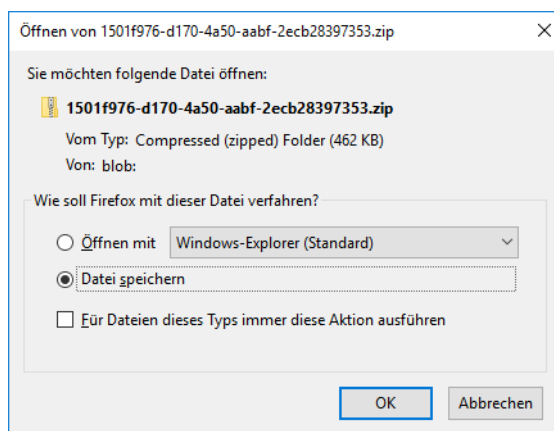 Öffnen von 1501f976-d170-4a50-aabf-2ecb28397353.zip
Sie möchten folgende Datei öffnen:
1501f976-d170-4a50-aabf-2ecb28397353.zip
Vom Typ: Compressed (zipped) Folder (462 KB)
Von: blob:
Wie soll Firefox mit dieser Datei verfahren?
Öffnen mit Windows-Explorer (Standard)
Datei speichern
Für Dateien dieses Typs immer diese Aktion ausführen
OK Abbrechen